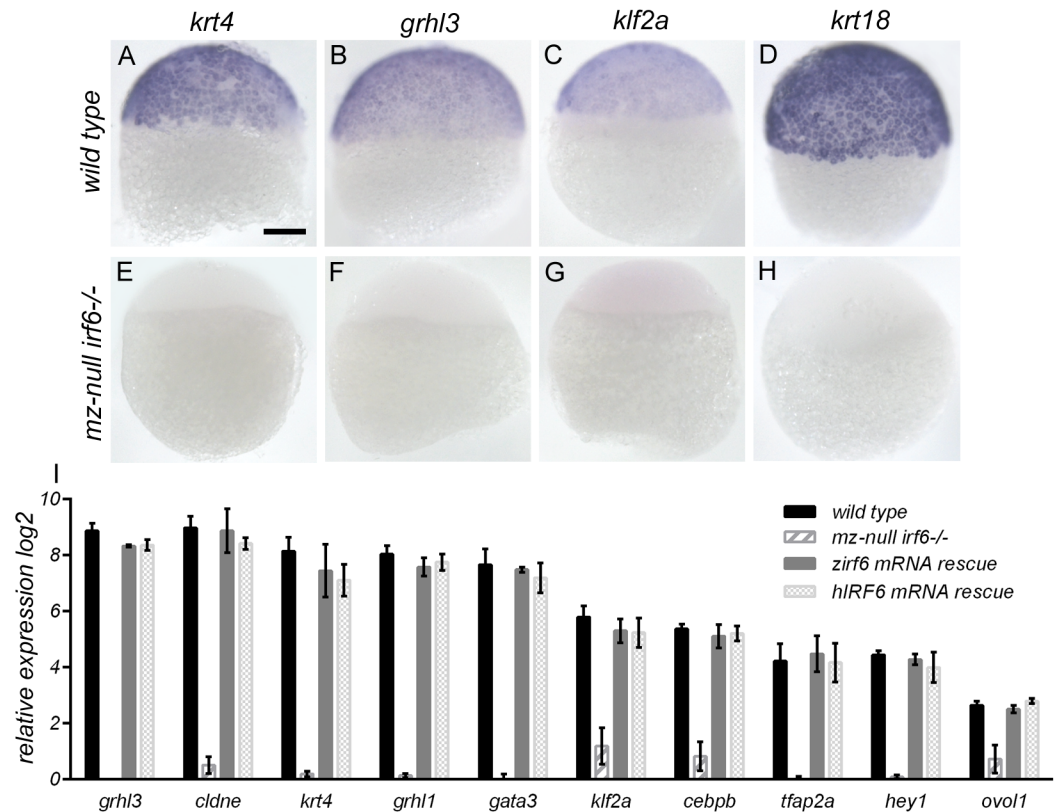 krt4 grhl3 klf2a krt18
wild type
A B C D
mz-null irf6-/-
E F G H
I
relative expression log2
10
8
6
4
2
0
wild type
mz-null irf6-/-
zirf6 mRNA rescue
hIRF6 mRNA rescue
grhl3 cldne krt4 grhl1 gata3 klf2a cebpb tfap2a hey1 ovol1